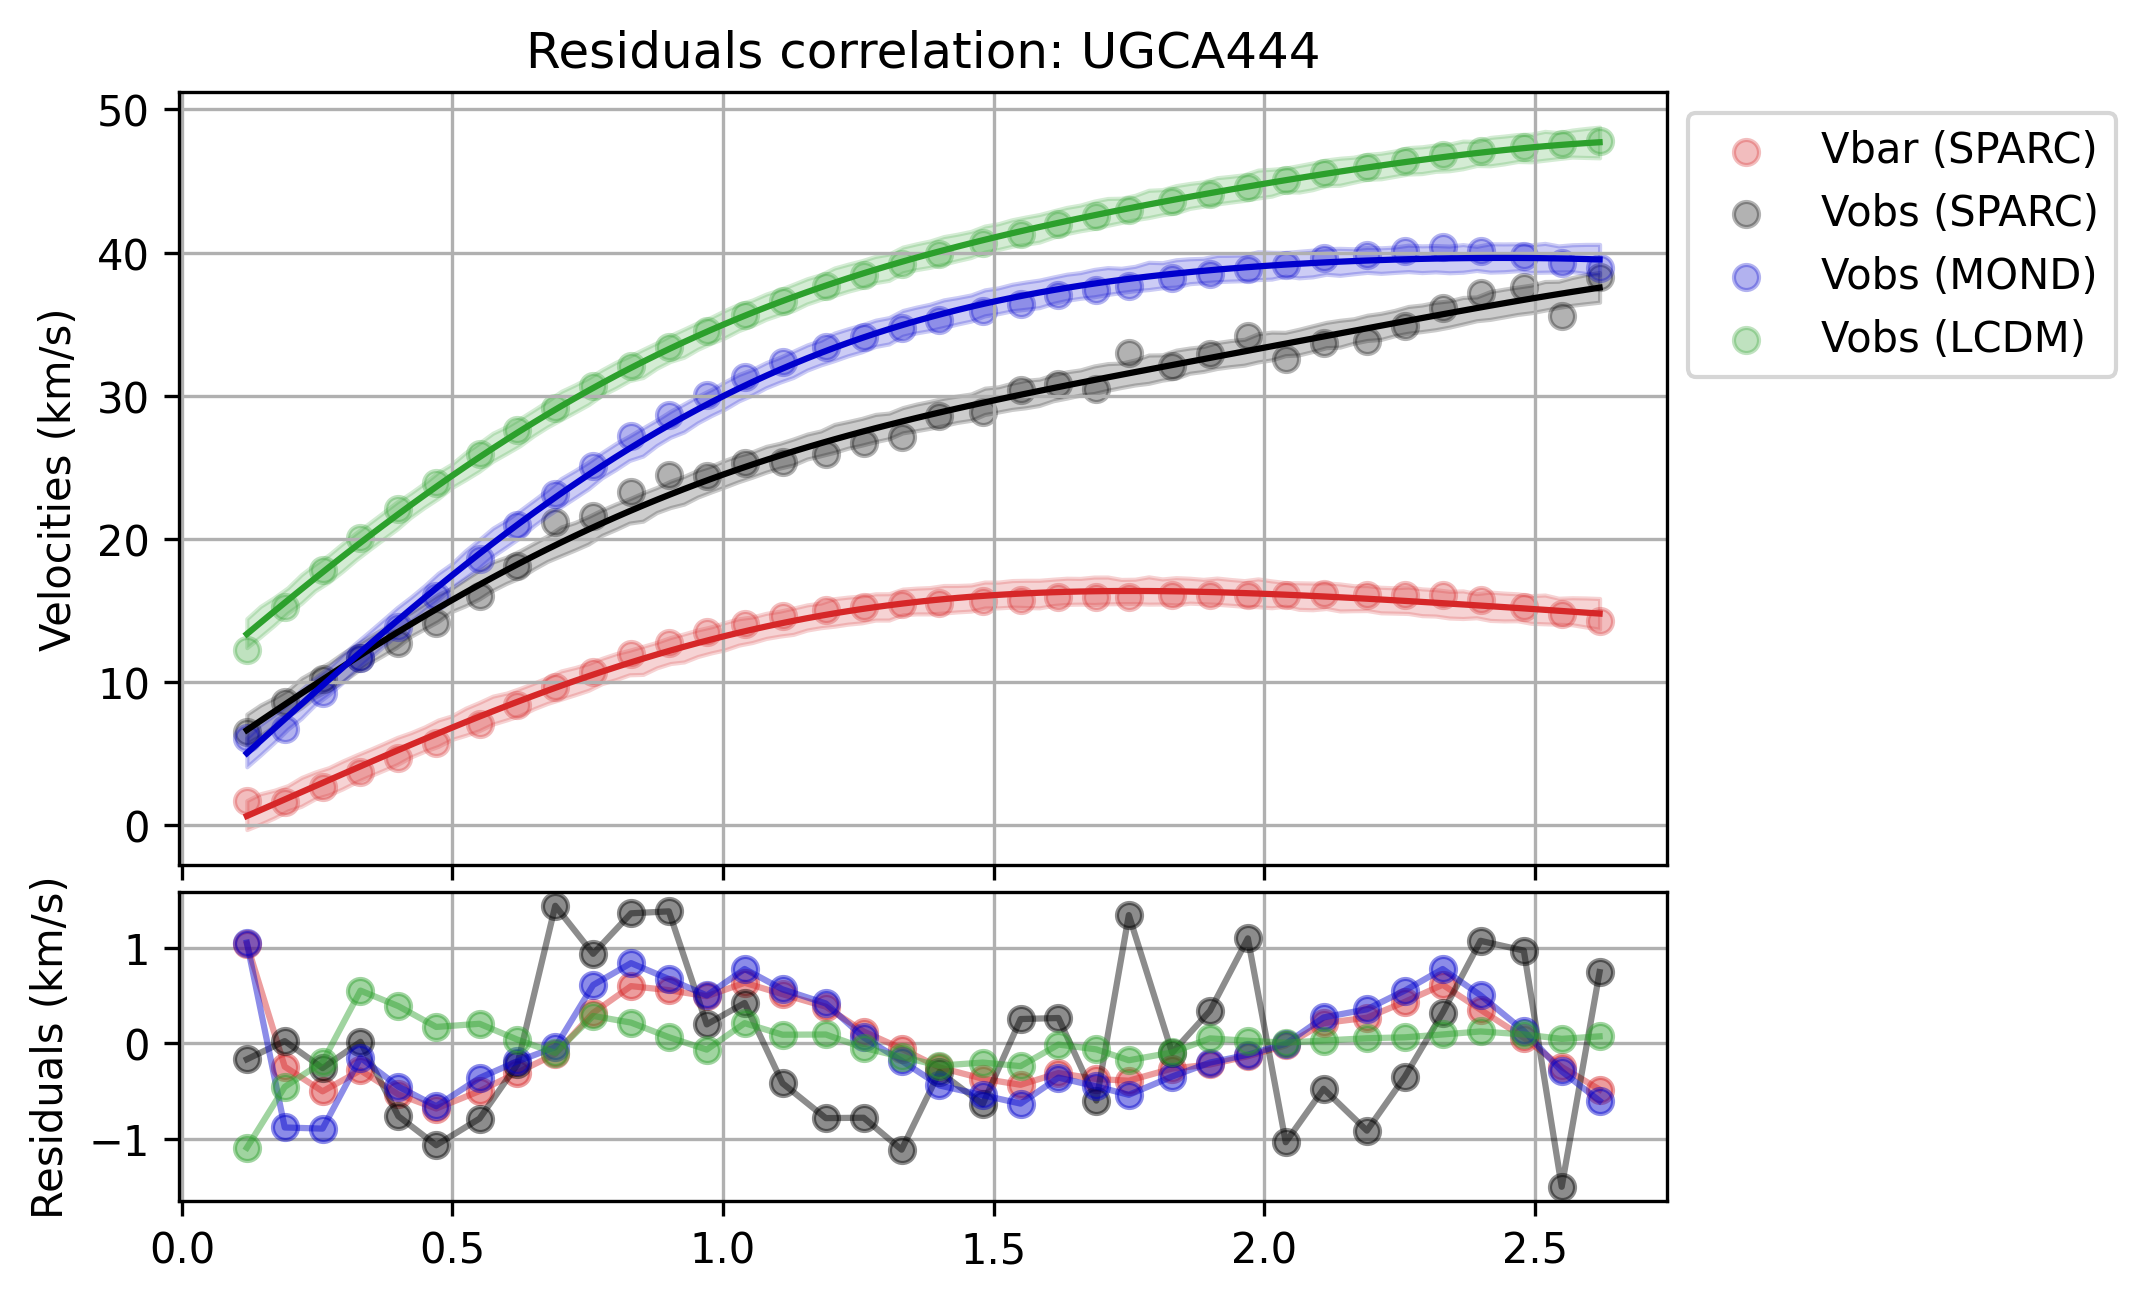 Residuals correlation: UGCA444
50
40
30
20
10
0
Velocities (km/s)
Vbar (SPARC)
Vobs (SPARC)
Vobs (MOND)
Vobs (LCDM)
1
0
−1
Residuals (km/s)
0.0 0.5 1.0 1.5 2.0 2.5